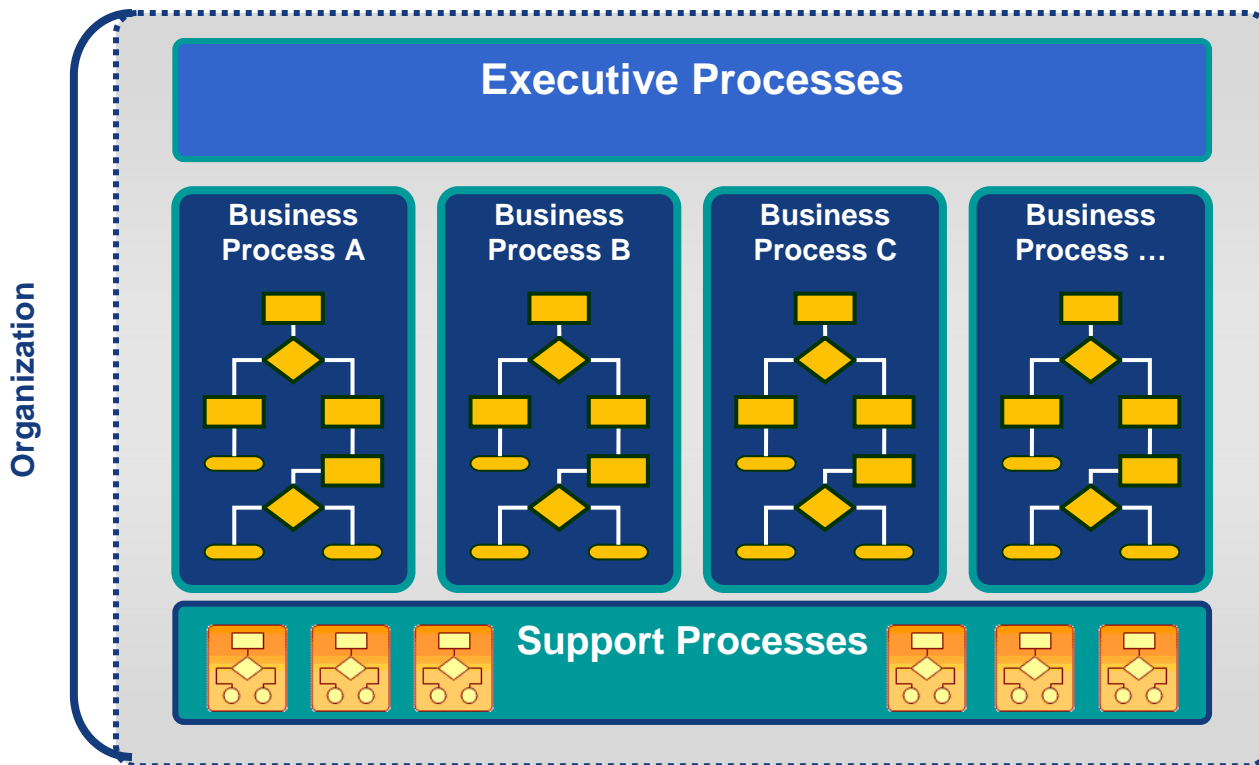 Executive Processes
Organization
Business
Process A
Business
Process B
Business
Process C
Business
Process …
Support Processes